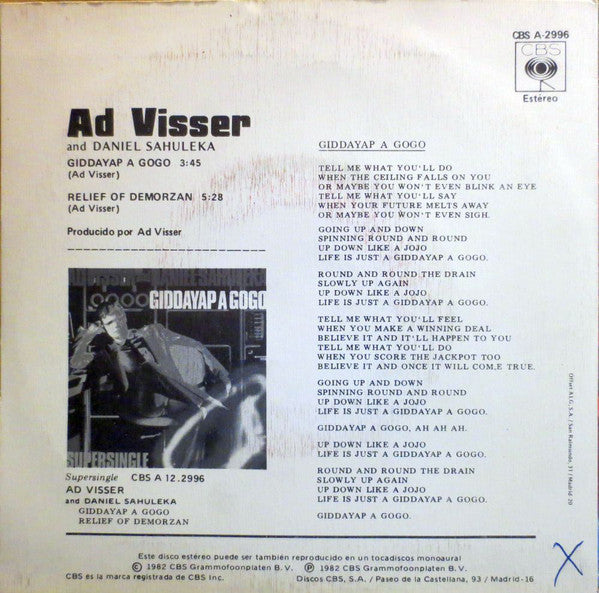 CBS A-2996
CBS
Estéreo
Ad Visser
and DANIEL SAHULEKA
GIDDAYAP A GOGO 3:45
(Ad Visser)
RELIEF OF DEMORZAN 5:28
(Ad Visser)
Producido por Ad Visser
GIDDAYAP A GOGO
SUPERSINGLE
Supersingle CBS A 12.2996
AD VISSER
and DANIEL SAHULEKA
GIDDAYAP A GOGO
RELIEF OF DEMORZAN
GIDDAYAP A GOGO
TELL ME WHAT YOU'LL DO
WHEN THE CEILING FALLS ON YOU
OR MAYBE YOU WON'T EVEN BLINK AN EYE
TELL ME WHAT YOU'LL SAY
WHEN YOUR FUTURE MELTS AWAY
OR MAYBE YOU WON'T EVEN SIGH.
GOING UP AND DOWN
SPINNING ROUND AND ROUND
UP DOWN LIKE A JOJO
LIFE IS JUST A GIDDAYAP A GOGO.
ROUND AND ROUND THE DRAIN
SLOWLY UP AGAIN
UP DOWN LIKE A JOJO
LIFE IS JUST A GIDDAYAP A GOGO.
TELL ME WHAT YOU'LL FEEL
WHEN YOU MAKE A WINNING DEAL
BELIEVE IT AND IT'LL HAPPEN TO YOU
TELL ME WHAT YOU'LL DO
WHEN YOU SCORE THE JACKPOT TOO
BELIEVE IT AND ONCE IT WILL COM.E TRUE.
GOING UP AND DOWN
SPINNING ROUND AND ROUND
UP DOWN LIKE A JOJO
LIFE IS JUST A GIDDAYAP A GOGO.
GIDDAYAP A GOGO, AH AH AH.
UP DOWN LIKE A JOJO
LIFE IS JUST A GIDDAYAP A GOGO.
ROUND AND ROUND THE DRAIN
SLOWLY UP AGAIN
UP DOWN LIKE A JOJO
LIFE IS JUST A GIDDAYAP A GOGO.
GIDDAYAP A GOGO.
Offset ALG, S.A. / San Raimundo, 31 / Madrid-20
Este disco estéreo puede ser también reproducido en un tocadiscos monoaural
© 1982 CBS Grammofoonplaten B. V. ℗ 1982 CBS Grammofoonplaten B. V.
CBS es la marca registrada de CBS Inc. Discos CBS, S.A. / Paseo de la Castellana, 93 / Madrid-16
X